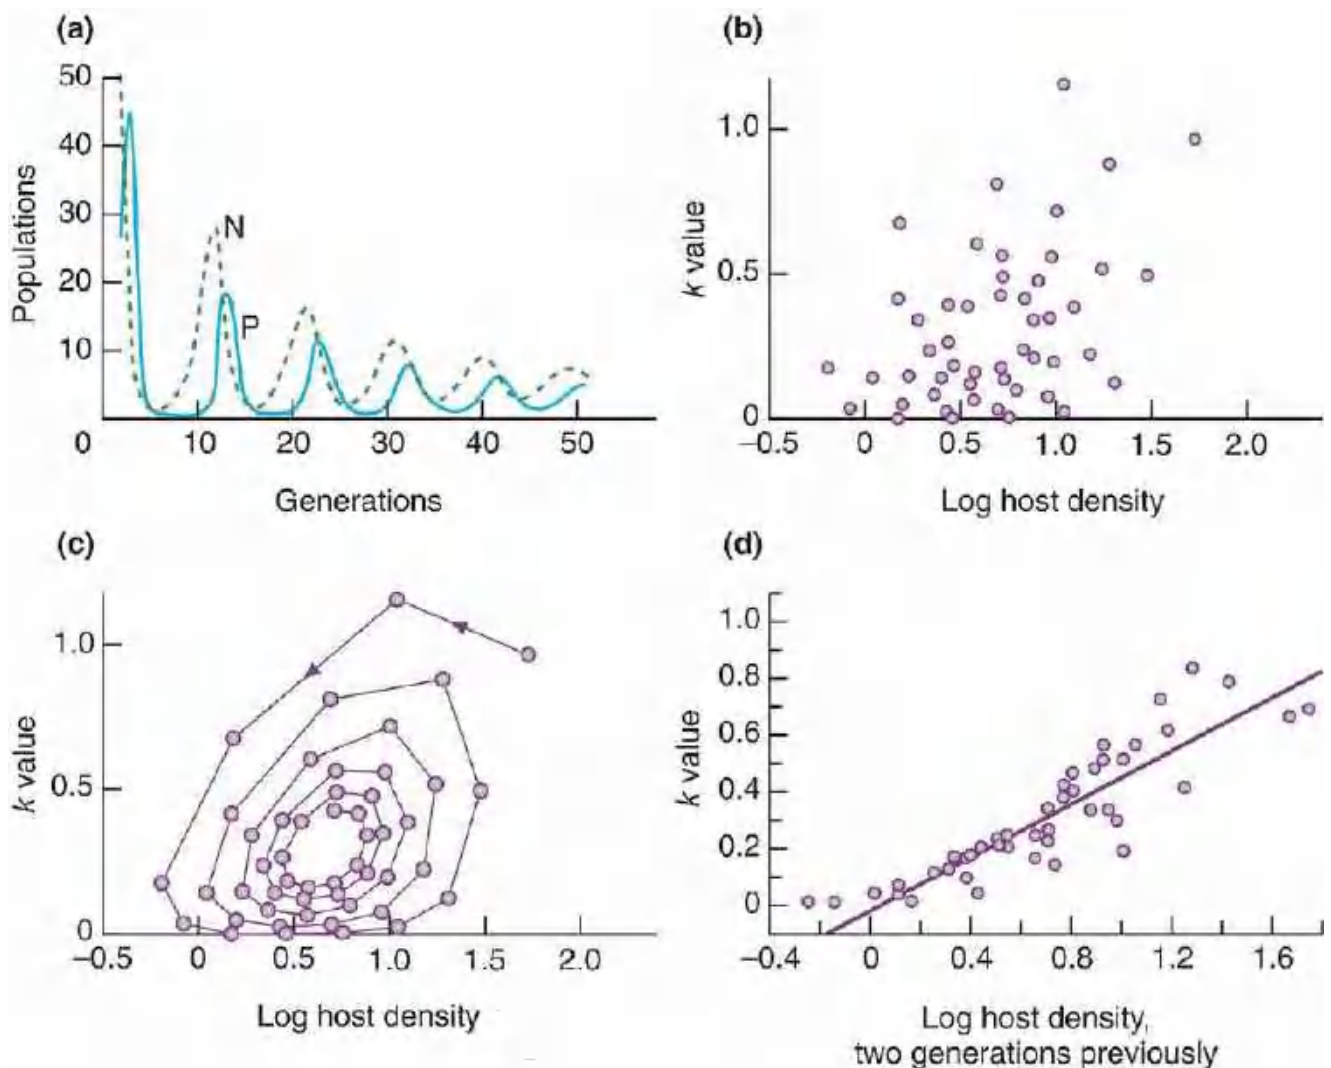 (a)
50
40
30
20
10
0
10
20
30
40
50
Populations
N
P
Generations
(b)
1.0
0.5
0
−0.5
0
0.5
1.0
1.5
2.0
k value
Log host density
(c)
1.0
0.5
0
−0.5
0
0.5
1.0
1.5
2.0
k value
Log host density
(d)
1.0
0.8
0.6
0.4
0.2
0
−0.4
0
0.4
0.8
1.2
1.6
k value
Log host density,
two generations previously